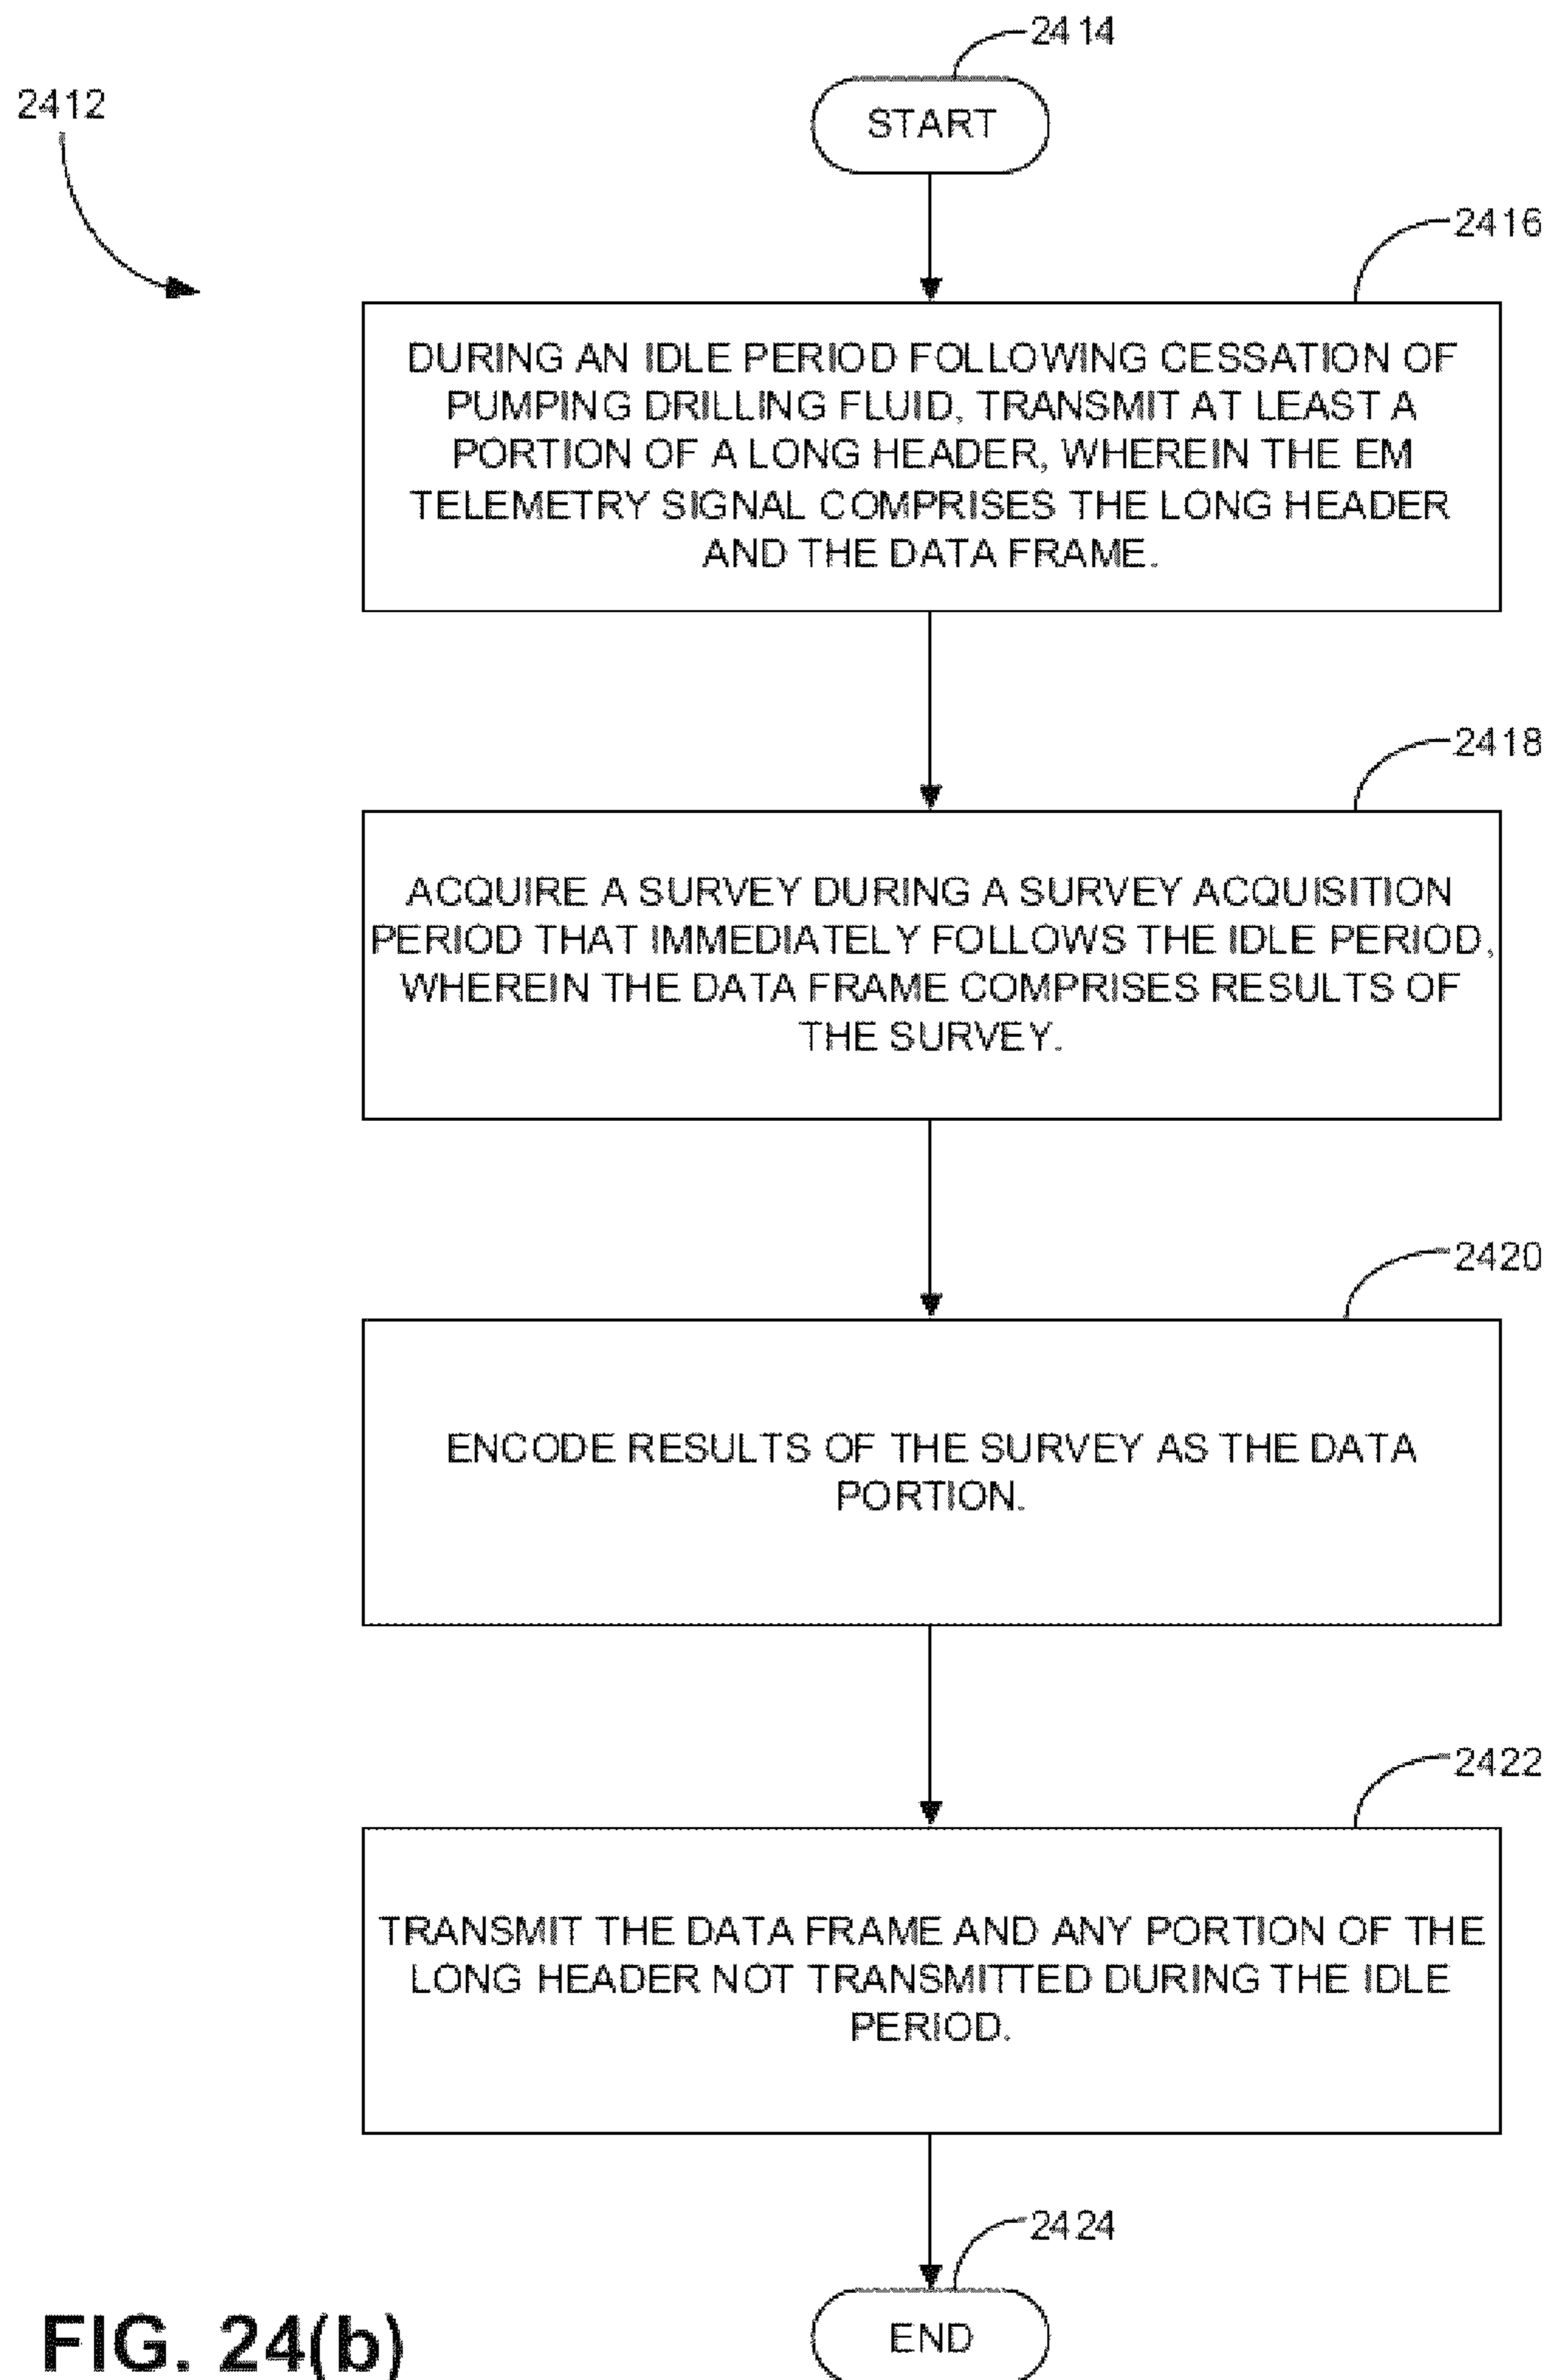 2414
2412
START
2416
DURING AN IDLE PERIOD FOLLOWING CESSATION OF
PUMPING DRILLING FLUID, TRANSMIT AT LEAST A
PORTION OF A LONG HEADER, WHEREIN THE EM
TELEMETRY SIGNAL COMPRISES THE LONG HEADER
AND THE DATA FRAME.
2418
ACQUIRE A SURVEY DURING A SURVEY ACQUISITION
PERIOD THAT IMMEDIATELY FOLLOWS THE IDLE PERIOD,
WHEREIN THE DATA FRAME COMPRISES RESULTS OF
THE SURVEY.
2420
ENCODE RESULTS OF THE SURVEY AS THE DATA
PORTION.
2422
TRANSMIT THE DATA FRAME AND ANY PORTION OF THE
LONG HEADER NOT TRANSMITTED DURING THE IDLE
PERIOD.
2424
END
FIG. 24(b)